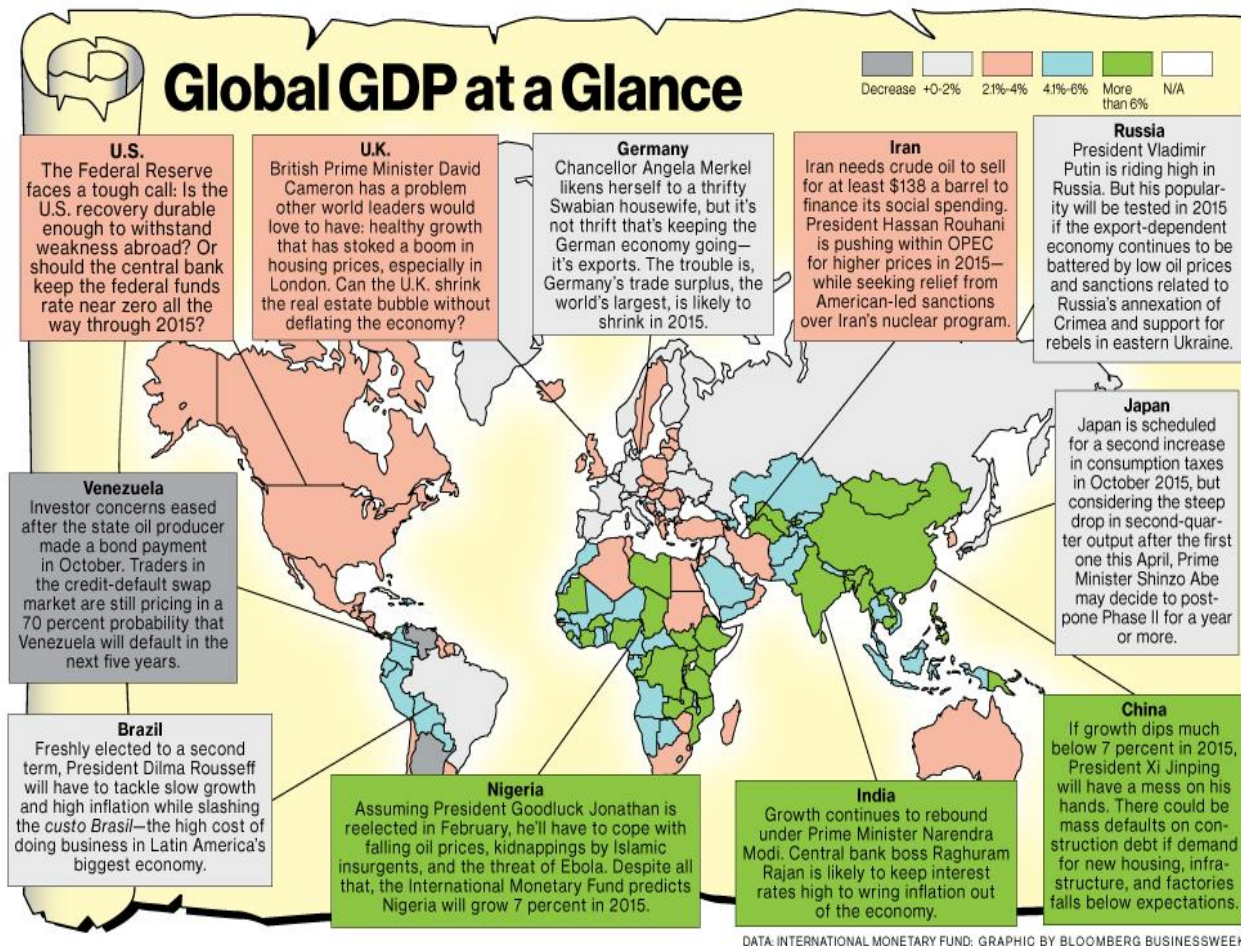 Global GDP at a Glance
Decrease
+0-2%
2.1%-4%
4.1%-6%
More
than 6%
N/A
U.S.
The Federal Reserve
faces a tough call: Is the
U.S. recovery durable
enough to withstand
weakness abroad? Or
should the central bank
keep the federal funds
rate near zero all the
way through 2015?
U.K.
British Prime Minister David
Cameron has a problem
other world leaders would
love to have: healthy growth
that has stoked a boom in
housing prices, especially in
London. Can the U.K. shrink
the real estate bubble without
deflating the economy?
Germany
Chancellor Angela Merkel
likens herself to a thrifty
Swabian housewife, but it's
not thrift that's keeping the
German economy going—
it's exports. The trouble is,
Germany's trade surplus, the
world's largest, is likely to
shrink in 2015.
Iran
Iran needs crude oil to sell
for at least $138 a barrel to
finance its social spending.
President Hassan Rouhani
is pushing within OPEC
for higher prices in 2015—
while seeking relief from
American-led sanctions
over Iran's nuclear program.
Russia
President Vladimir
Putin is riding high in
Russia. But his popular-
ity will be tested in 2015
if the export-dependent
economy continues to be
battered by low oil prices
and sanctions related to
Russia's annexation of
Crimea and support for
rebels in eastern Ukraine.
Japan
Japan is scheduled
for a second increase
in consumption taxes
in October 2015, but
considering the steep
drop in second-quar-
ter output after the first
one this April, Prime
Minister Shinzo Abe
may decide to post-
pone Phase II for a year
or more.
Venezuela
Investor concerns eased
after the state oil producer
made a bond payment
in October. Traders in
the credit-default swap
market are still pricing in a
70 percent probability that
Venezuela will default in the
next five years.
Brazil
Freshly elected to a second
term, President Dilma Rousseff
will have to tackle slow growth
and high inflation while slashing
the custo Brasil—the high cost of
doing business in Latin America's
biggest economy.
Nigeria
Assuming President Goodluck Jonathan is
reelected in February, he'll have to cope with
falling oil prices, kidnappings by Islamic
insurgents, and the threat of Ebola. Despite all
that, the International Monetary Fund predicts
Nigeria will grow 7 percent in 2015.
India
Growth continues to rebound
under Prime Minister Narendra
Modi. Central bank boss Raghuram
Rajan is likely to keep interest
rates high to wring inflation out
of the economy.
China
If growth dips much
below 7 percent in 2015,
President Xi Jinping
will have a mess on his
hands. There could be
mass defaults on con-
struction debt if demand
for new housing, infra-
structure, and factories
falls below expectations.
DATA: INTERNATIONAL MONETARY FUND; GRAPHIC BY BLOOMBERG BUSINESSWEEK